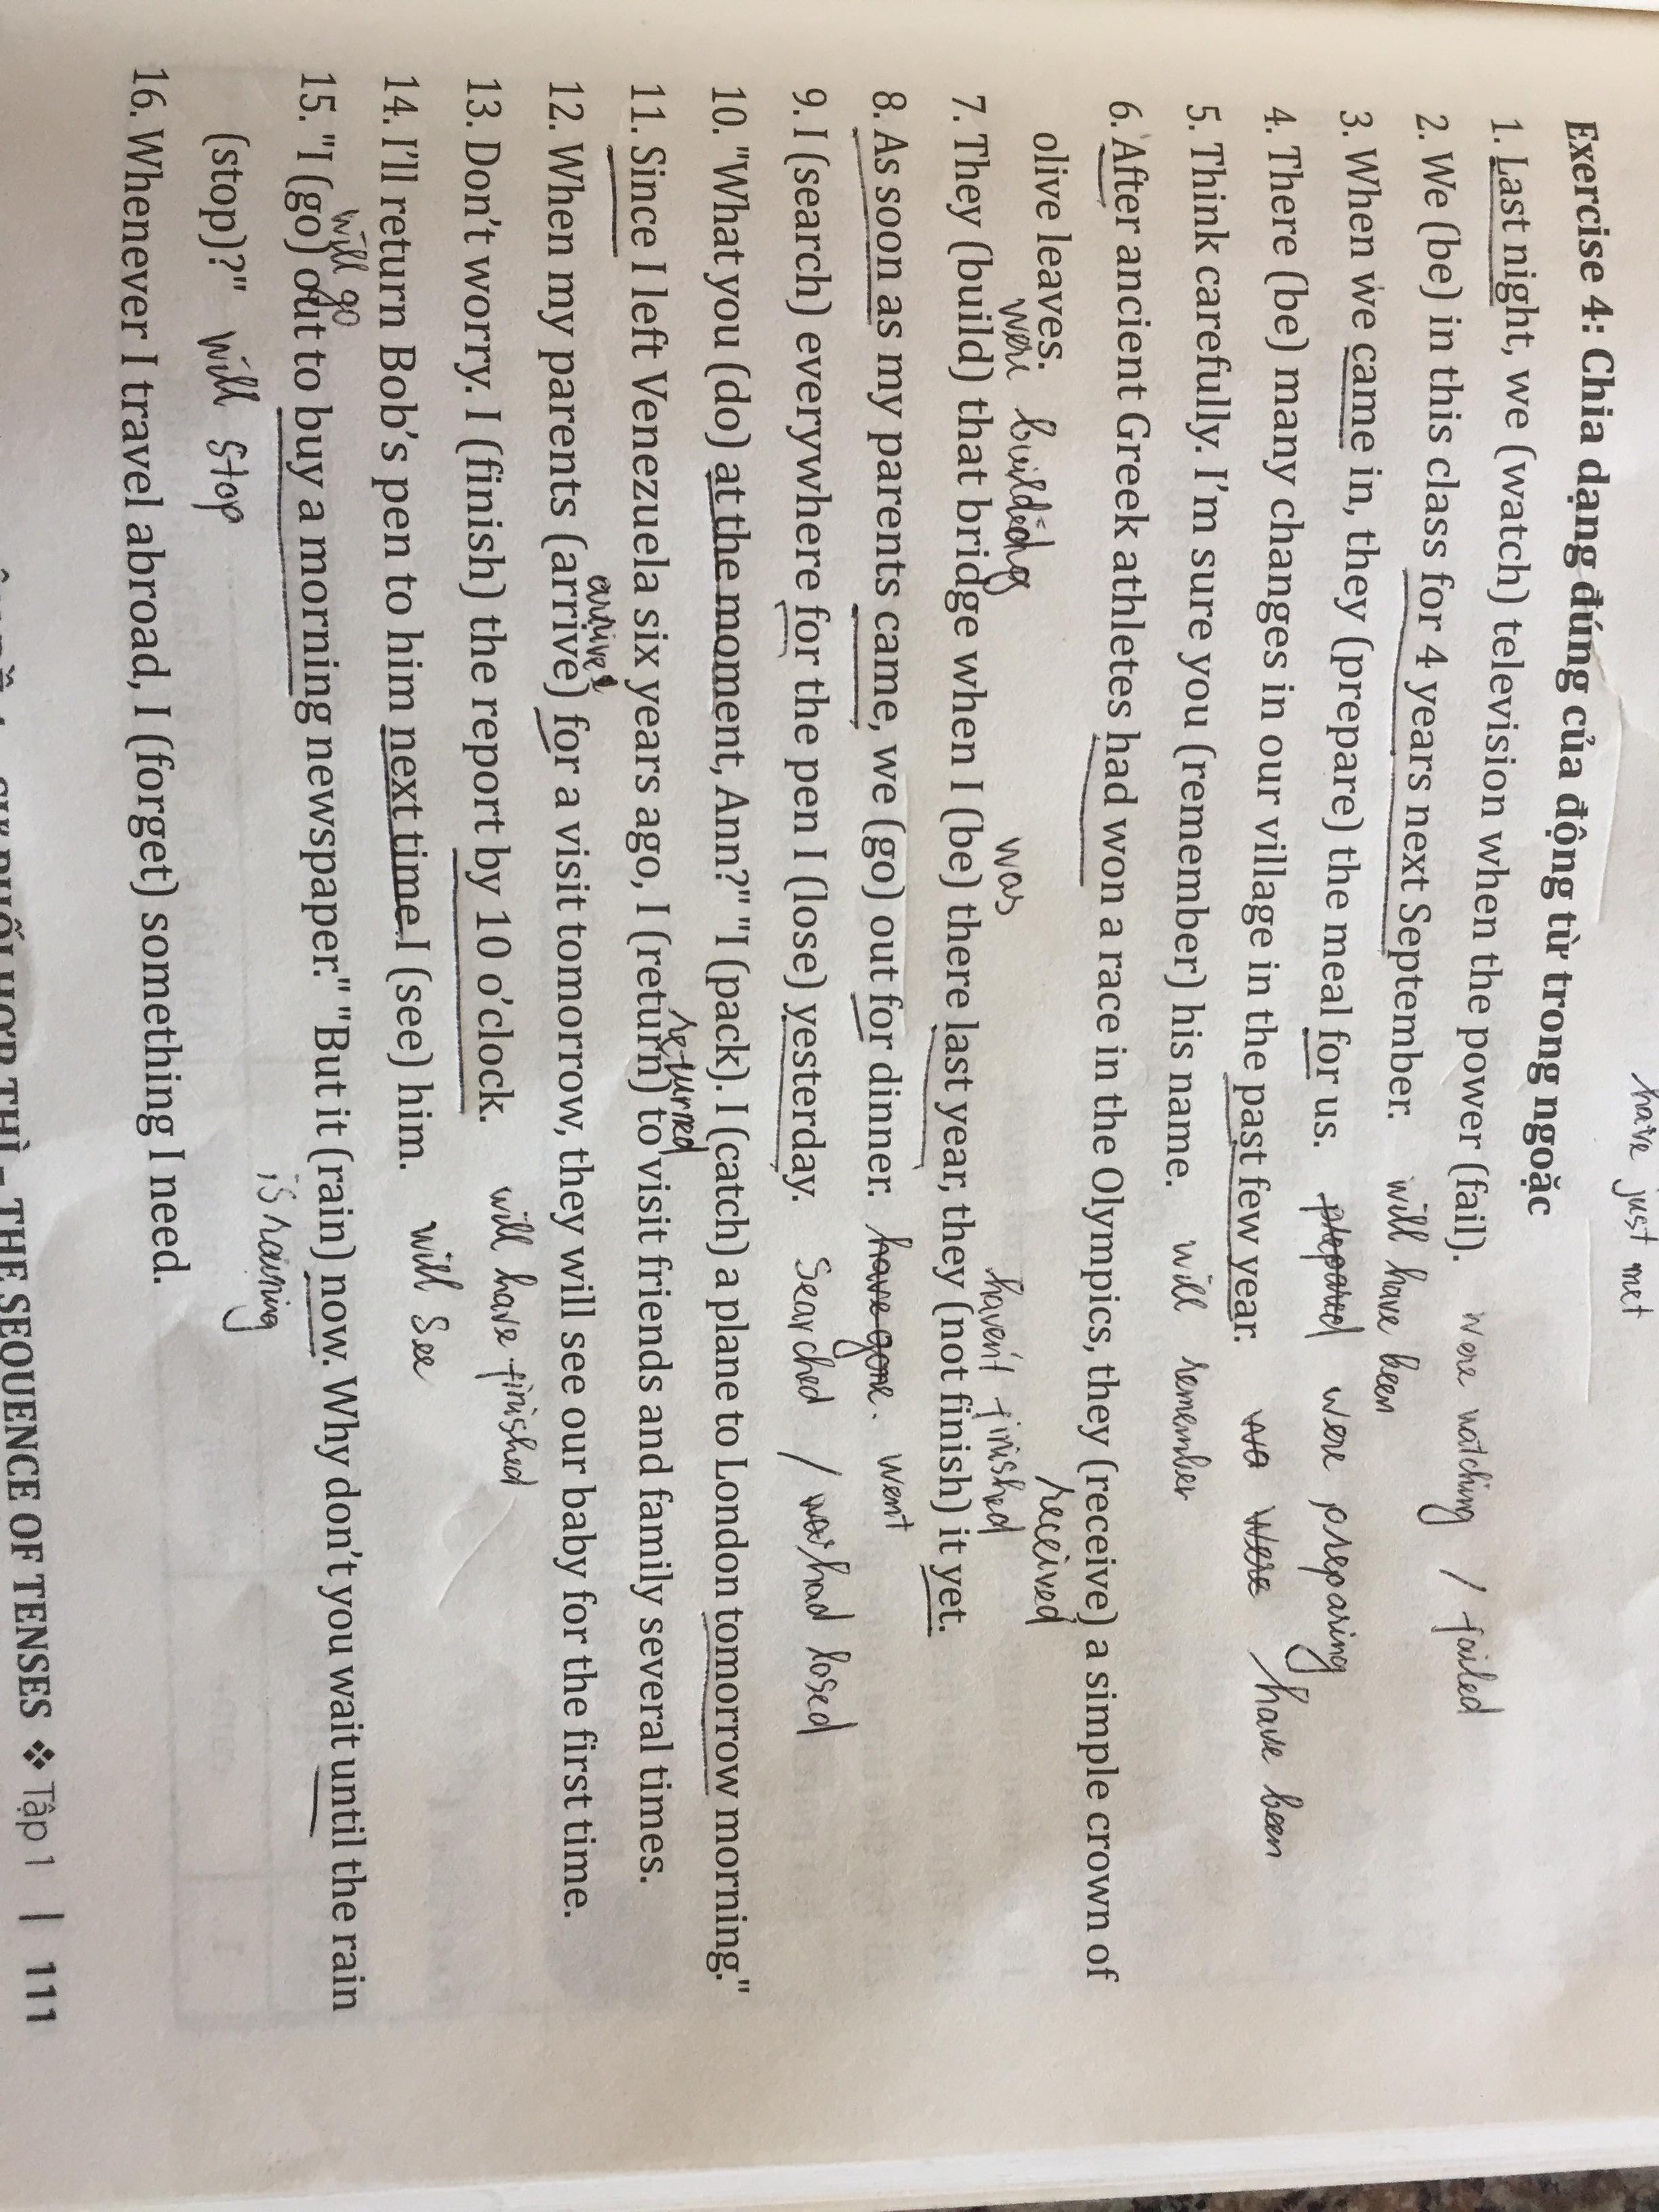 have just met
Exercise 4: Chia dạng đúng của động từ trong ngoặc
1. Last night, we (watch) television when the power (fail). were watching / failed
2. We (be) in this class for 4 years next September. will have been
3. When we came in, they (prepare) the meal for us. prepared were preparing
4. There (be) many changes in our village in the past few year. were / have been
5. Think carefully. I'm sure you (remember) his name. will remember
6. After ancient Greek athletes had won a race in the Olympics, they (receive) a simple crown of
olive leaves. received
were building was haven't finished
7. They (build) that bridge when I (be) there last year, they (not finish) it yet.
8. As soon as my parents came, we (go) out for dinner. have gone. went
9. I (search) everywhere for the pen I (lose) yesterday. searched / had losed
10. "What you (do) at the moment, Ann?" "I (pack). I (catch) a plane to London tomorrow morning."
returned
11. Since I left Venezuela six years ago, I (return) to visit friends and family several times.
arrive
12. When my parents (arrive) for a visit tomorrow, they will see our baby for the first time.
13. Don't worry. I (finish) the report by 10 o'clock. will have finished
14. I'll return Bob's pen to him next time I (see) him. will see
will go
15. "I (go) out to buy a morning newspaper." "But it (rain) now. Why don't you wait until the rain
is raining
(stop)?" will stop
16. Whenever I travel abroad, I (forget) something I need.
PHỐI HỢP THÌ - THE SEQUENCE OF TENSES ❖ Tập 1 | 111